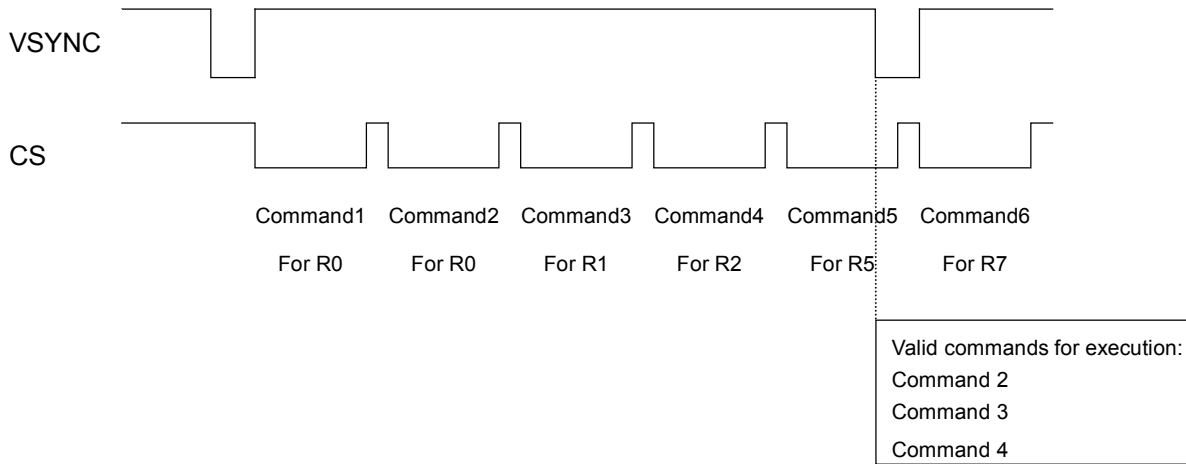 VSYNC
CS
Command1 Command2 Command3 Command4 Command5 Command6
For R0 For R0 For R1 For R2 For R5 For R7
Valid commands for execution:
Command 2
Command 3
Command 4